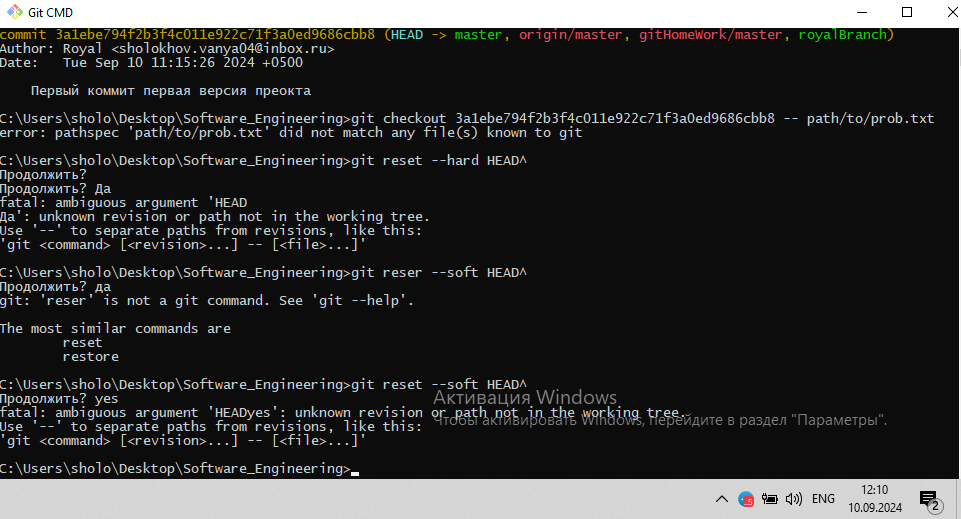 Git CMD
commit 3a1ebe794f2b3f4c011e922c71f3a0ed9686cbb8 (HEAD -> master, origin/master, gitHomeWork/master, royalBranch)
Author: Royal <sholokhov.vanya04@inbox.ru>
Date:   Tue Sep 10 11:15:26 2024 +0500
    Первый коммит первая версия преокта
C:\Users\sholo\Desktop\Software_Engineering>git checkout 3a1ebe794f2b3f4c011e922c71f3a0ed9686cbb8 -- path/to/prob.txt
error: pathspec 'path/to/prob.txt' did not match any file(s) known to git
C:\Users\sholo\Desktop\Software_Engineering>git reset --hard HEAD^
Продолжить?
Продолжить? Да
fatal: ambiguous argument 'HEAD
Да': unknown revision or path not in the working tree.
Use '--' to separate paths from revisions, like this:
'git <command> [<revision>...] -- [<file>...]'
C:\Users\sholo\Desktop\Software_Engineering>git reser --soft HEAD^
Продолжить? да
git: 'reser' is not a git command. See 'git --help'.
The most similar commands are
        reset
        restore
C:\Users\sholo\Desktop\Software_Engineering>git reset --soft HEAD^
Продолжить? yes
fatal: ambiguous argument 'HEADyes': unknown revision or path not in the working tree.
Use '--' to separate paths from revisions, like this:
'git <command> [<revision>...] -- [<file>...]'
C:\Users\sholo\Desktop\Software_Engineering>
Активация Windows
Чтобы активировать Windows, перейдите в раздел "Параметры".
ENG
12:10
10.09.2024
2